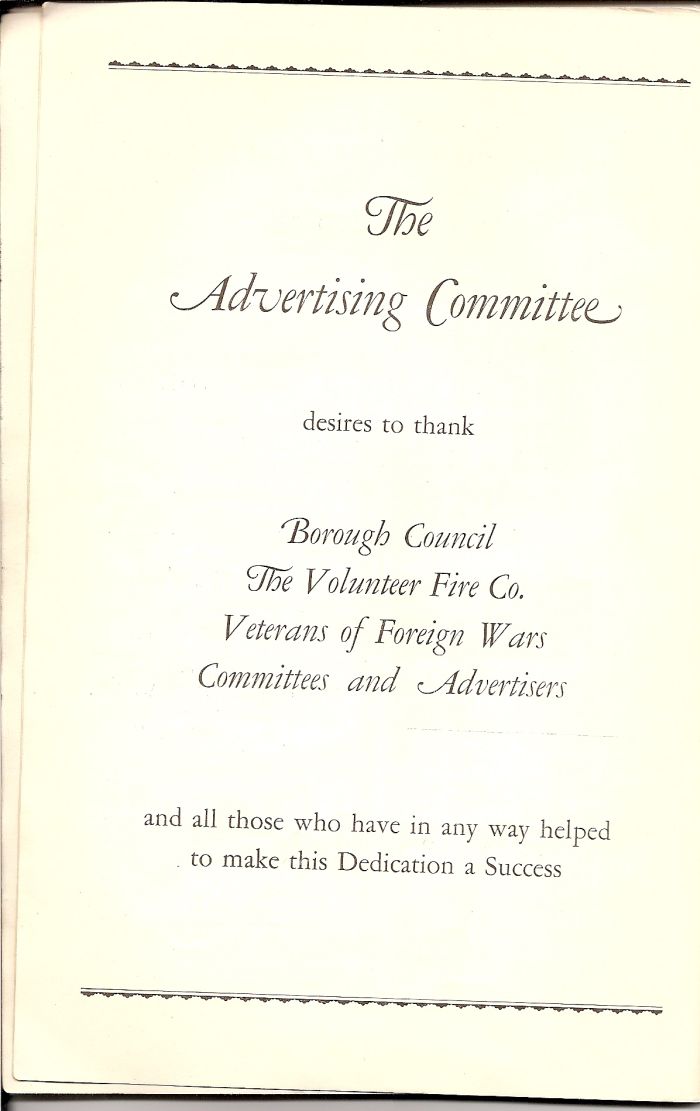 The
Advertising Committee
desires to thank
Borough Council
The Volunteer Fire Co.
Veterans of Foreign Wars
Committees and Advertisers
and all those who have in any way helped
to make this Dedication a Success